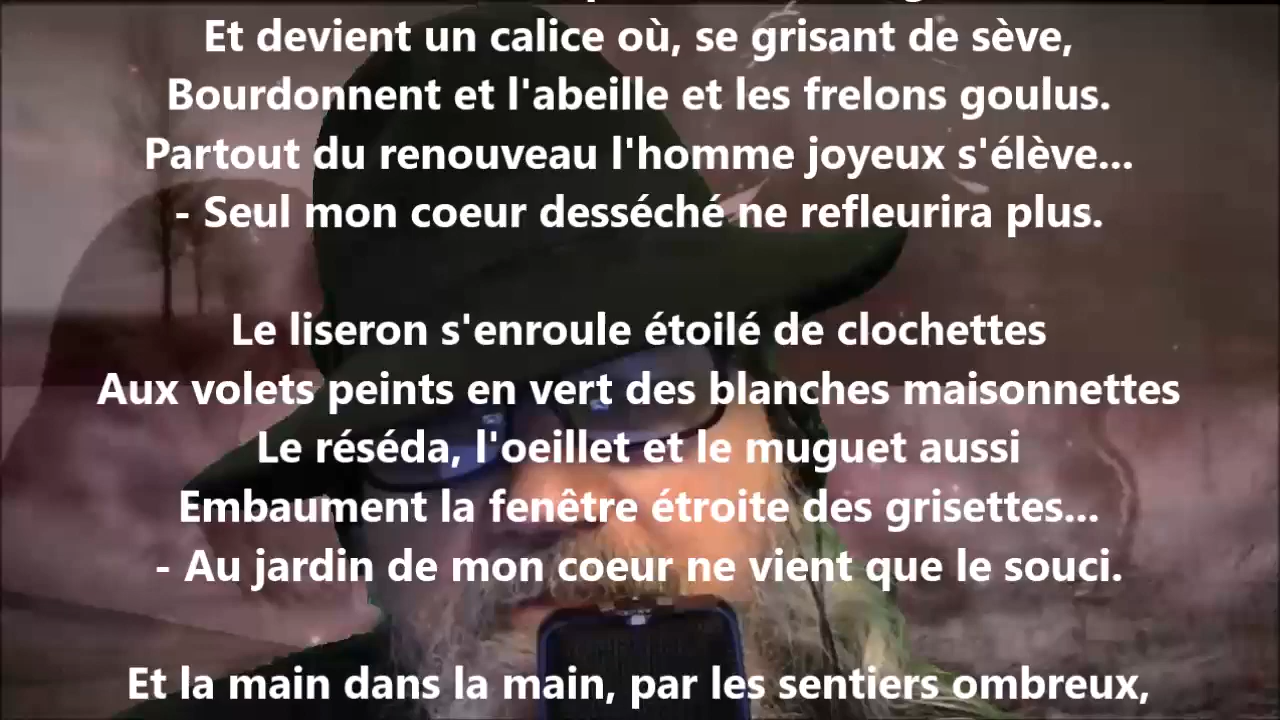 Et devient un calice où, se grisant de sève,
Bourdonnent et l'abeille et les frelons goulus.
Partout du renouveau l'homme joyeux s'élève...
- Seul mon coeur desséché ne refleurira plus.
Le liseron s'enroule étoilé de clochettes
Aux volets peints en vert des blanches maisonnettes
Le réséda, l'oeillet et le muguet aussi
Embaument la fenêtre étroite des grisettes...
- Au jardin de mon coeur ne vient que le souci.
Et la main dans la main, par les sentiers ombreux,